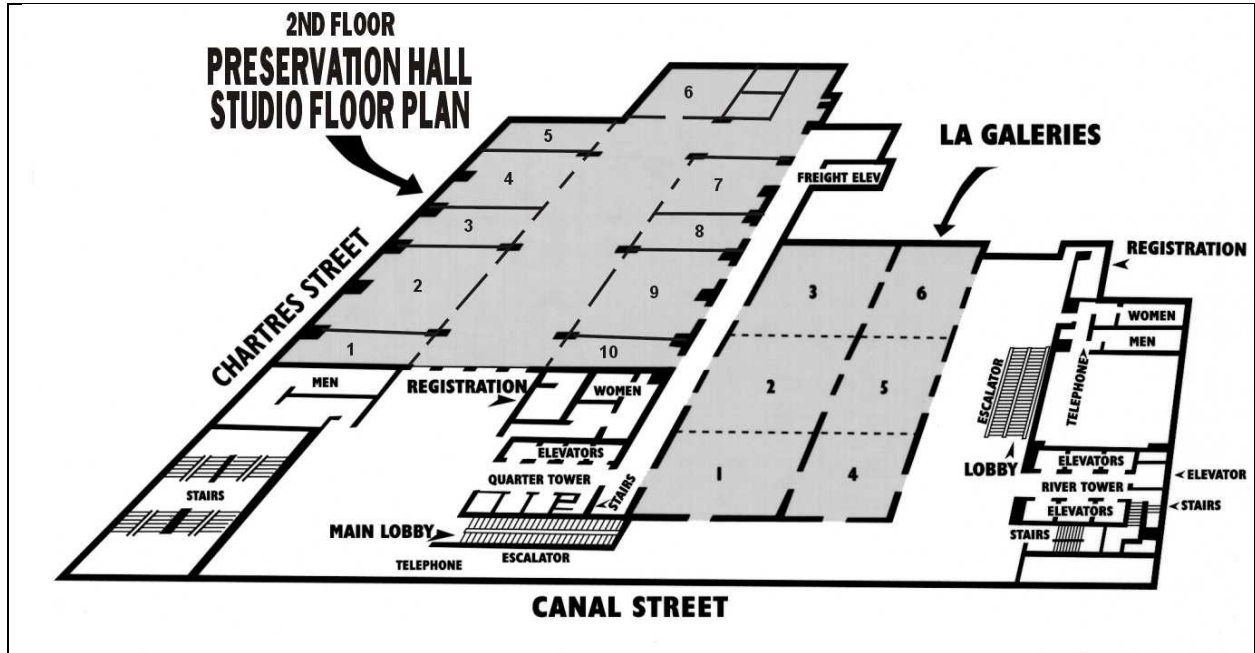 2ND FLOOR
PRESERVATION HALL
STUDIO FLOOR PLAN
LA GALERIES
CHARTRES STREET
6
5
4
3
2
1
7
8
9
10
FREIGHT ELEV
REGISTRATION
3
6
2
5
1
4
WOMEN
MEN
TELEPHONE
ESCALATOR
LOBBY
ELEVATORS
ELEVATOR
RIVER TOWER
ELEVATORS
STAIRS
STAIRS
MEN
REGISTRATION
WOMEN
ELEVATORS
QUARTER TOWER
STAIRS
STAIRS
MAIN LOBBY
ESCALATOR
TELEPHONE
CANAL STREET